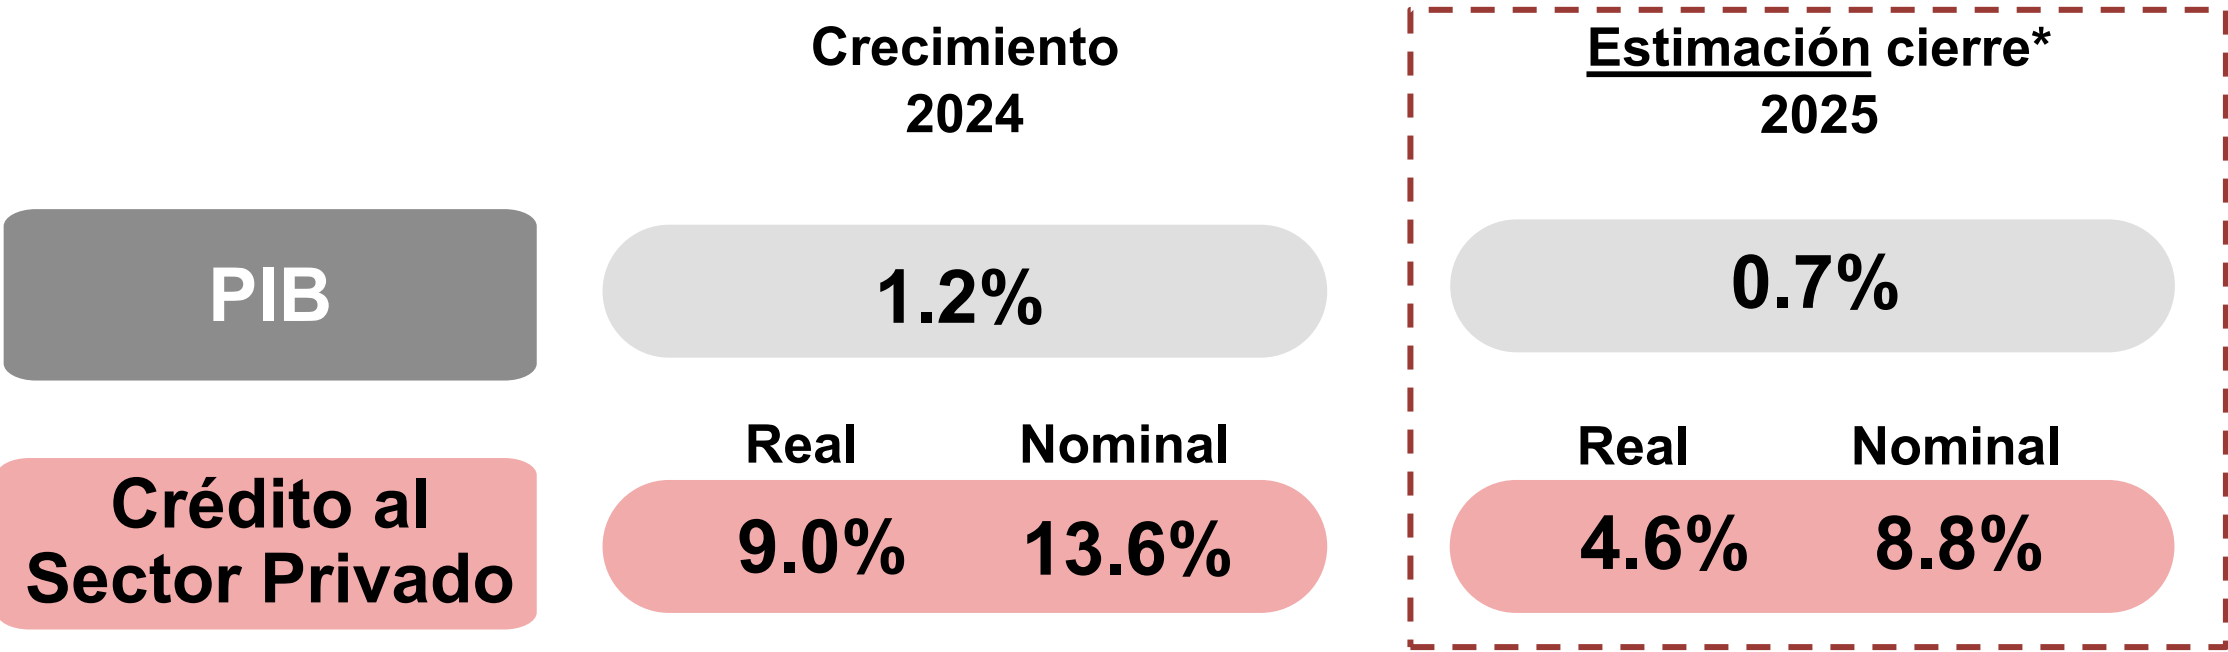 Crecimiento
2024
Estimación cierre*
2025
PIB
1.2%
0.7%
Real Nominal
Real Nominal
Crédito al
Sector Privado
9.0% 13.6%
4.6% 8.8%